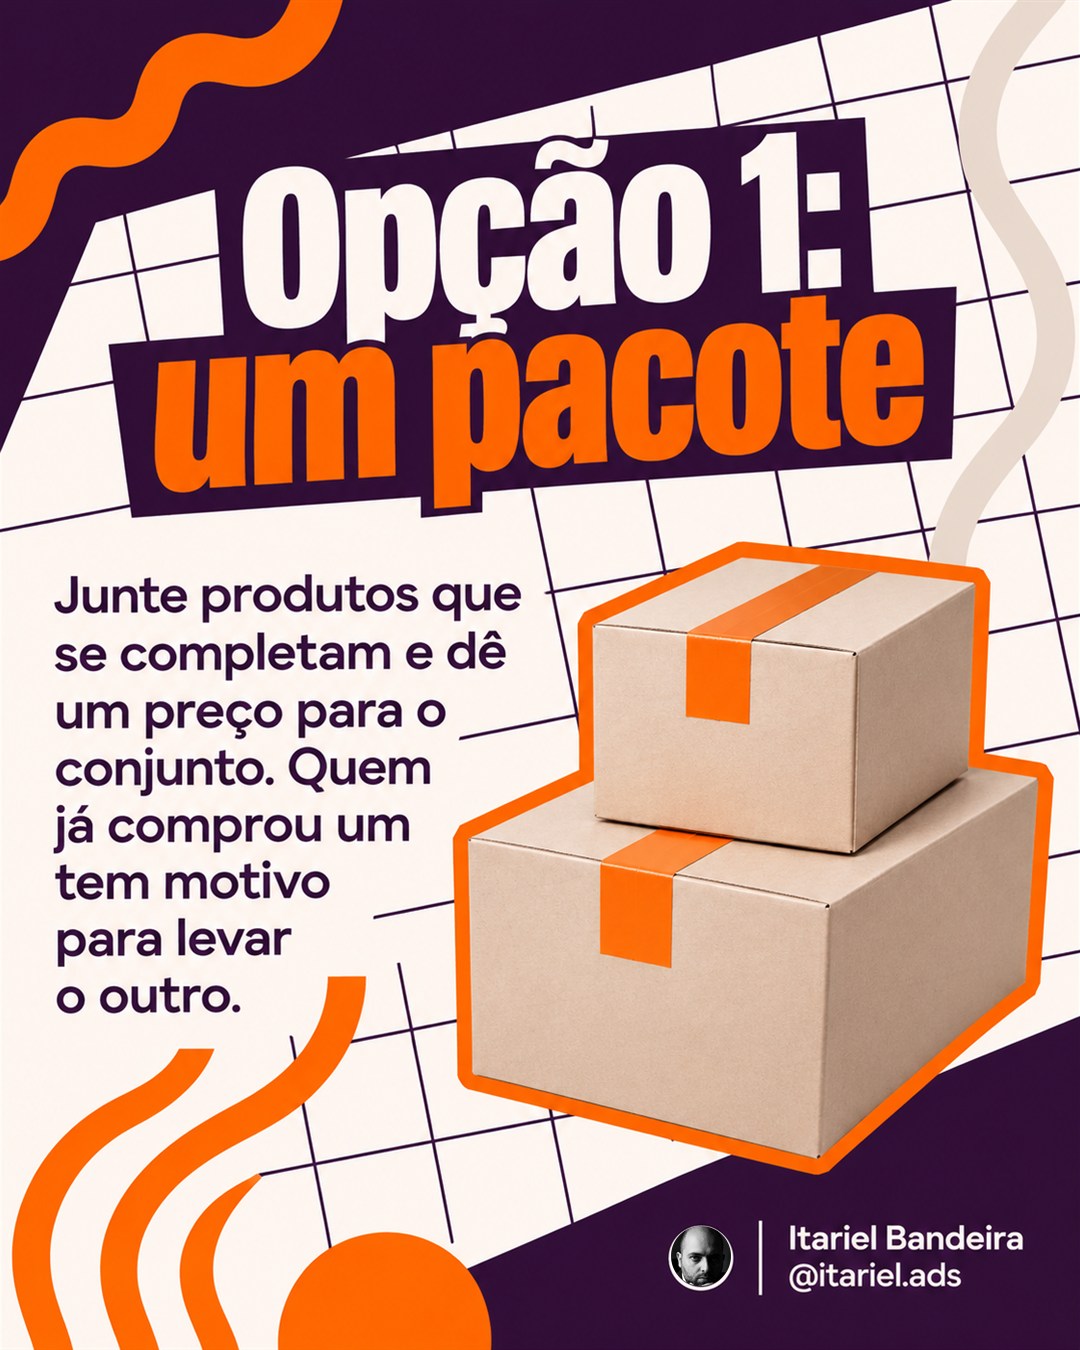 Opção 1:
um pacote
Junte produtos que
se completam e dê
um preço para o
conjunto. Quem
já comprou um
tem motivo
para levar
o outro.
Itariel Bandeira
@itariel.ads